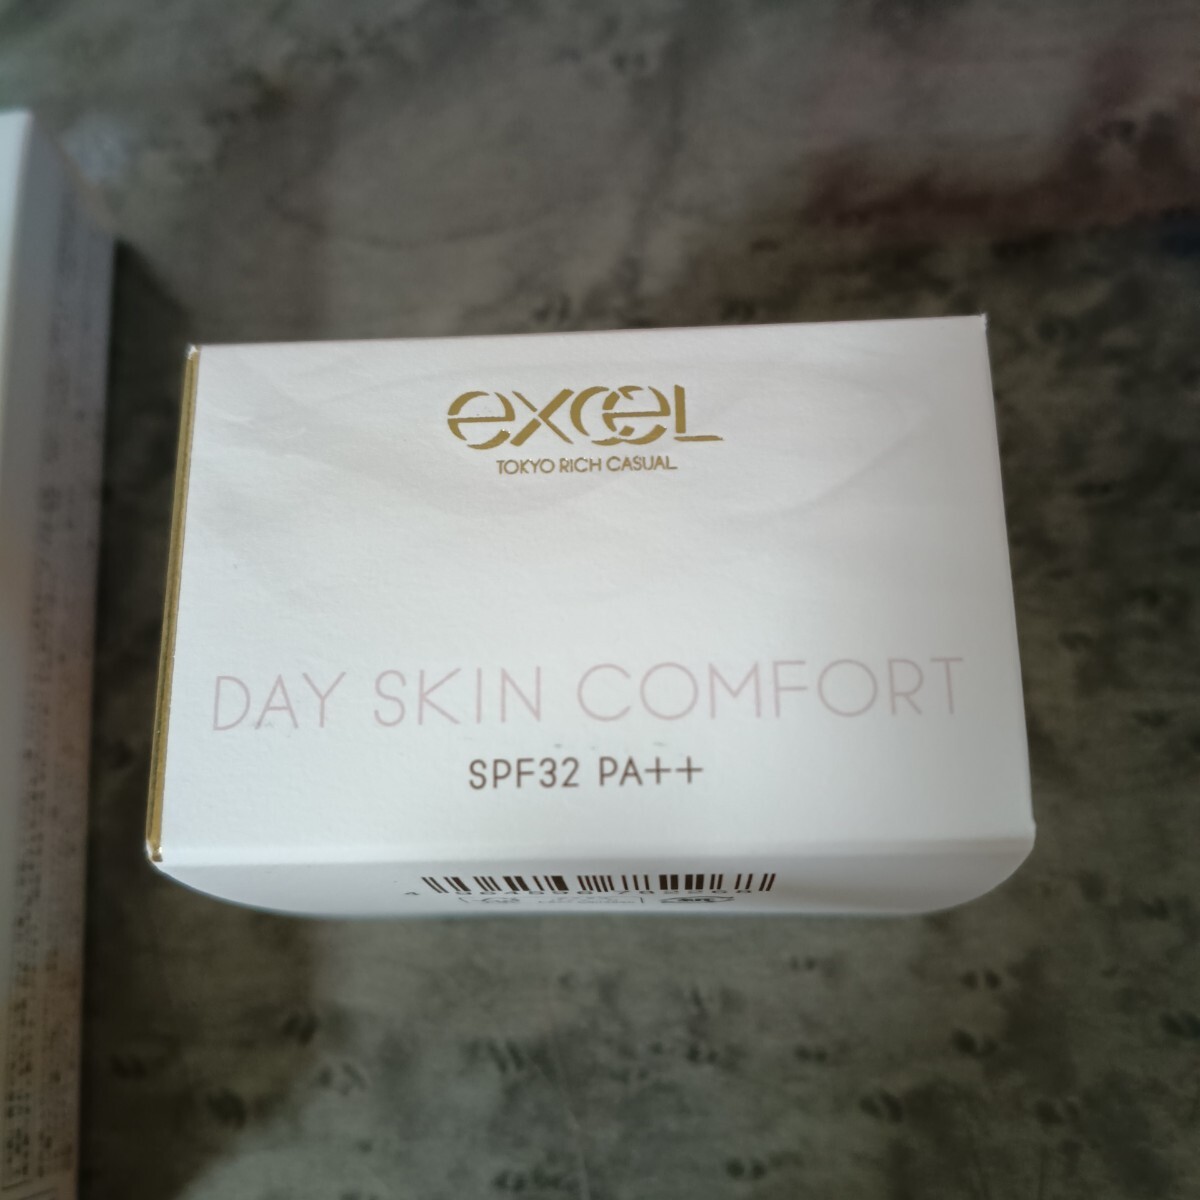 excel
TOKYO RICH CASUAL
DAY SKIN COMFORT
SPF32 PA++